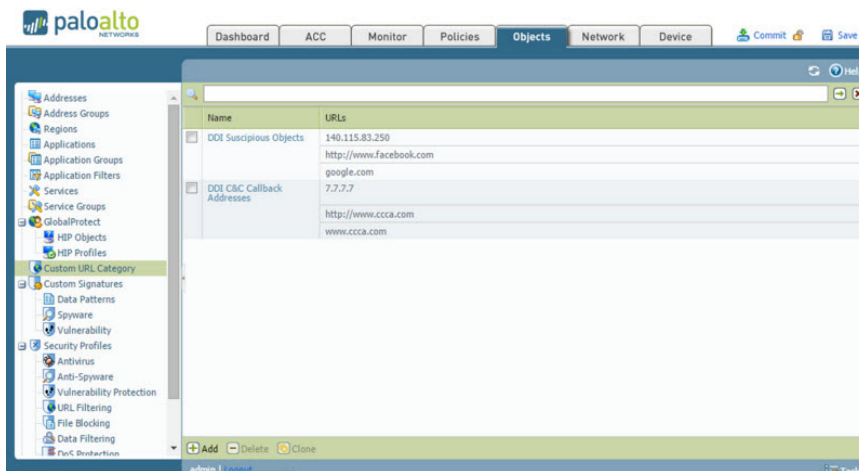 paloalto
NETWORKS
Dashboard ACC Monitor Policies Objects Network Device Commit Save
Help
Addresses
Address Groups
Regions
Applications
Application Groups
Application Filters
Services
Service Groups
GlobalProtect
HIP Objects
HIP Profiles
Custom URL Category
Custom Signatures
Data Patterns
Spyware
Vulnerability
Security Profiles
Antivirus
Anti-Spyware
Vulnerability Protection
URL Filtering
File Blocking
Data Filtering
DoS Protection
Name URLs
DDI Suscipious Objects 140.115.83.250
http://www.facebook.com
google.com
DDI C&C Callback Addresses 7.7.7.7
http://www.ccca.com
www.ccca.com
Add Delete Clone
admin | Logout